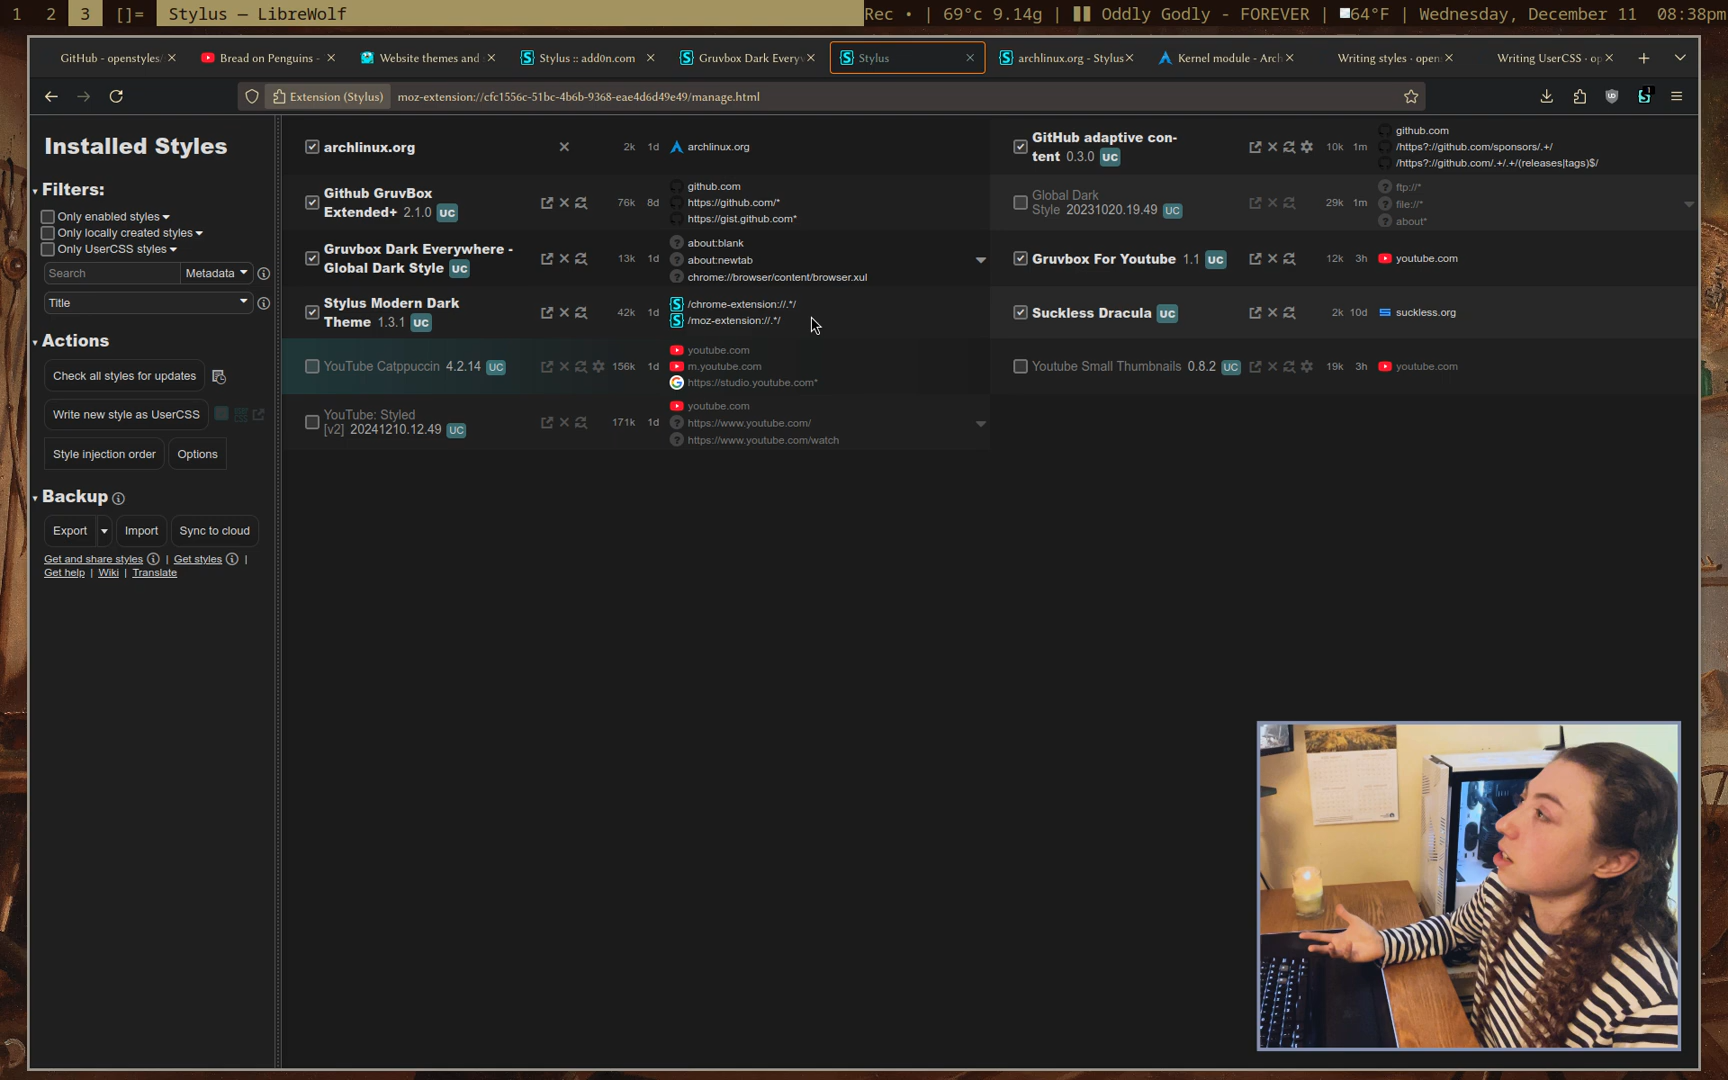 1 2 3 []= Stylus — LibreWolf Rec • | 69°c 9.14g | Oddly Godly - FOREVER | 64°F | Wednesday, December 11 08:38pm
GitHub - openstyles/ Bread on Penguins - Website themes and Stylus :: add0n.com Gruvbox Dark Everyw Stylus archlinux.org - Stylus Kernel module - Arch Writing styles · open Writing UserCSS · op
Extension (Stylus) moz-extension://cfc1556c-51bc-4b6b-9368-eae4d6d49e49/manage.html
Installed Styles
Filters:
Only enabled styles
Only locally created styles
Only UserCSS styles
Search Metadata
Title
Actions
Check all styles for updates
Write new style as UserCSS
Style injection order Options
Backup
Export Import Sync to cloud
Get and share styles | Get styles |
Get help | Wiki | Translate
archlinux.org 2k 1d archlinux.org
GitHub adaptive con-
tent 0.3.0 UC 10k 1m
github.com
/https?://github.com/sponsors/.+/
/https?://github/.+/.+/(releases|tags)$/
Github GruvBox
Extended+ 2.1.0 UC 76k 8d
github.com
https://github.com/*
https://gist.github.com*
Global Dark
Style 20231020.19.49 UC 29k 1m
ftp://*
file://*
about*
Gruvbox Dark Everywhere -
Global Dark Style UC 13k 1d
about:blank
about:newtab
chrome://browser/content/browser.xul
Gruvbox For Youtube 1.1 UC 12k 3h youtube.com
Stylus Modern Dark
Theme 1.3.1 UC 42k 1d
/chrome-extension://.*/
/moz-extension://.*/
Suckless Dracula UC 2k 10d suckless.org
YouTube Catppuccin 4.2.14 UC 156k 1d
youtube.com
m.youtube.com
https://studio.youtube.com*
Youtube Small Thumbnails 0.8.2 UC 19k 3h youtube.com
YouTube: Styled
[v2] 20241210.12.49 UC 171k 1d
youtube.com
https://www.youtube.com/
https://www.youtube.com/watch